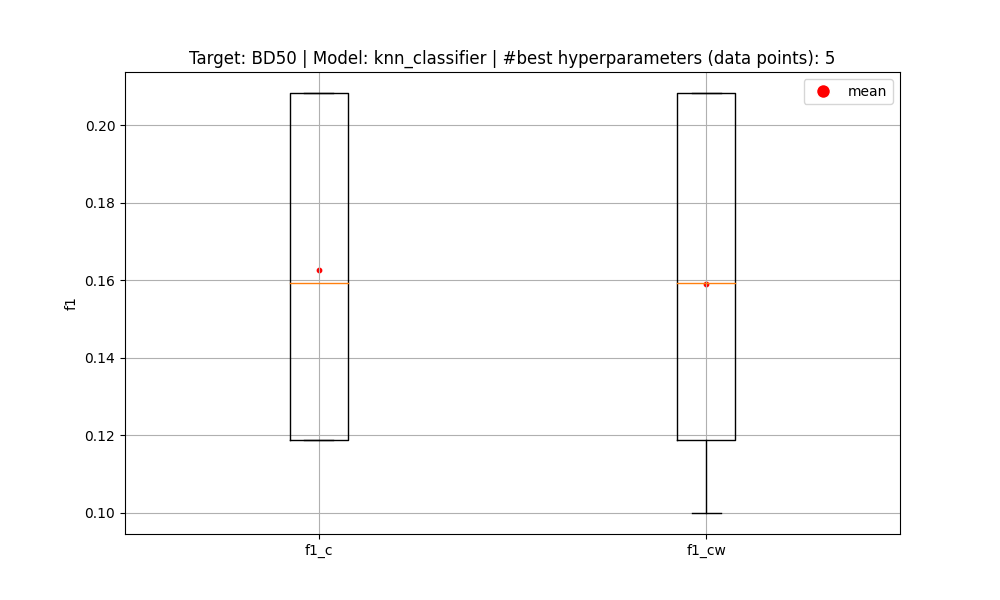 Target: BD50 | Model: knn_classifier | #best hyperparameters (data points): 5
mean
0.20
0.18
0.16
0.14
0.12
0.10
f1
f1_c
f1_cw